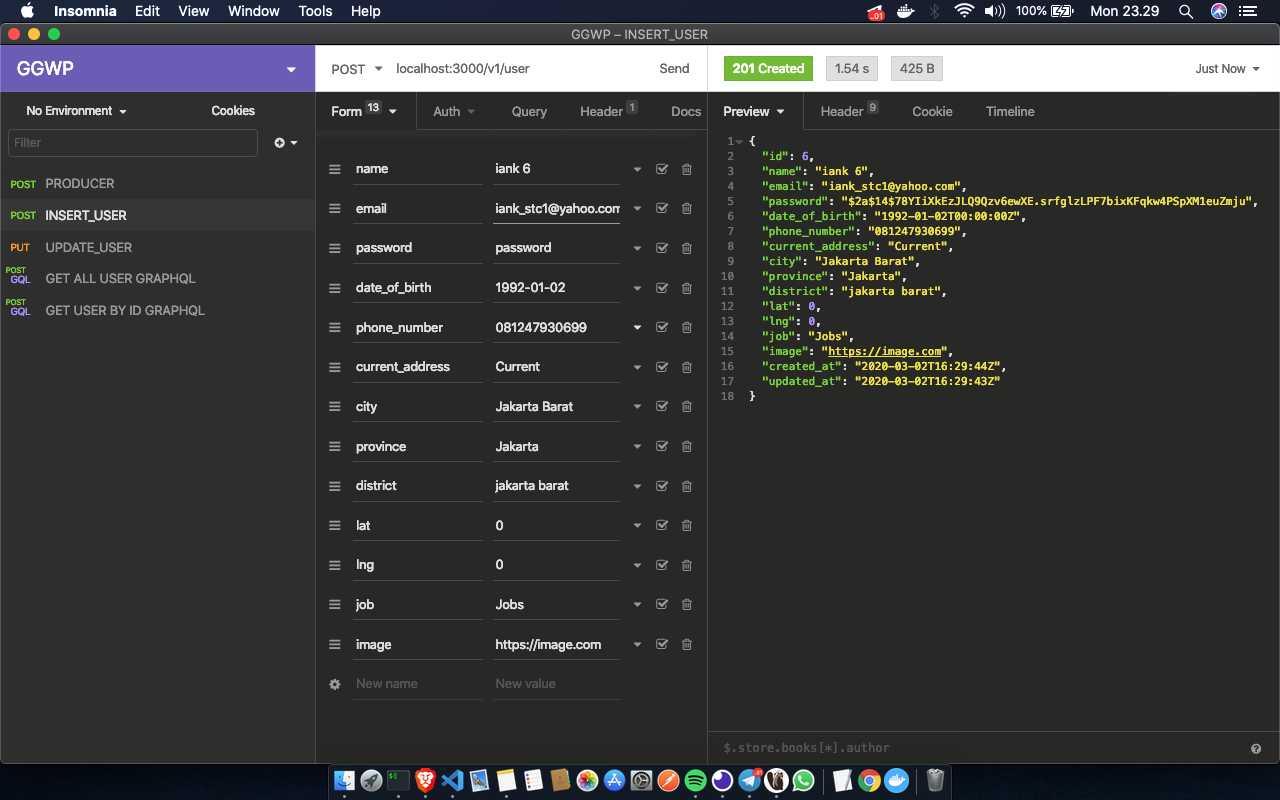 Insomnia Edit View Window Tools Help 100% Mon 23.29
GGWP – INSERT_USER
GGWP
POST localhost:3000/v1/user Send
201 Created 1.54 s 425 B Just Now
No Environment Cookies
Form 13 Auth Query Header 1 Docs
Preview Header 9 Cookie Timeline
Filter
POST PRODUCER
POST INSERT_USER
PUT UPDATE_USER
POST GQL GET ALL USER GRAPHQL
POST GQL GET USER BY ID GRAPHQL
name iank 6
email iank_stc1@yahoo.com
password password
date_of_birth 1992-01-02
phone_number 081247930699
current_address Current
city Jakarta Barat
province Jakarta
district jakarta barat
lat 0
lng 0
job Jobs
image https://image.com
New name New value
1 {
2 "id": 6,
3 "name": "iank 6",
4 "email": "iank_stc1@yahoo.com",
5 "password": "$2a$14$78YIiXkEzJLQ9Qzv6ewXE.srfglzLPF7bixKFqkw4PSpXM1euZmju",
6 "date_of_birth": "1992-01-02T00:00:00Z",
7 "phone_number": "081247930699",
8 "current_address": "Current",
9 "city": "Jakarta Barat",
10 "province": "Jakarta",
11 "district": "jakarta barat",
12 "lat": 0,
13 "lng": 0,
14 "job": "Jobs",
15 "image": "https://image.com",
16 "created_at": "2020-03-02T16:29:44Z",
17 "updated_at": "2020-03-02T16:29:43Z"
18 }
$.store.books[*].author